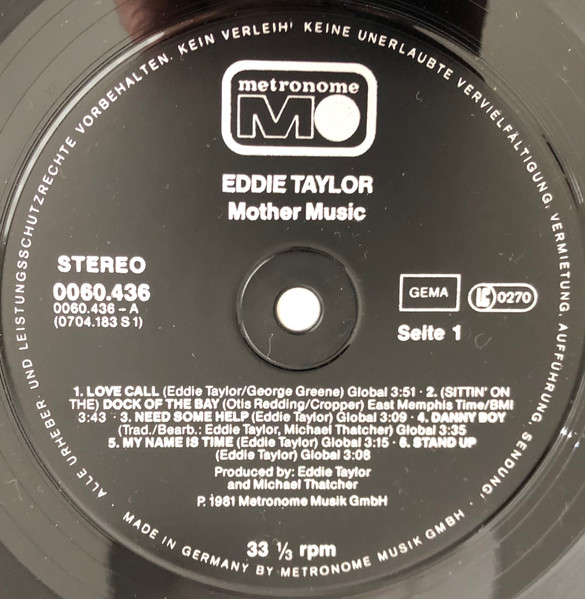 ALLE URHEBER- UND LEISTUNGSSCHUTZRECHTE VORBEHALTEN. KEIN VERLEIH! KEINE UNERLAUBTE VERVIELFÄLTIGUNG, VERMIETUNG, AUFFÜHRUNG, SENDUNG!
metronome
MO
EDDIE TAYLOR
Mother Music
STEREO
0060.436
0060.436 – A
(0704.183 S 1)
GEMA
LC 0270
Seite 1
1. LOVE CALL (Eddie Taylor/George Greene) Global 3:51 · 2. (SITTIN' ON
THE) DOCK OF THE BAY (Otis Redding/Cropper) East Memphis Time/BMI
3:43 · 3. NEED SOME HELP (Eddie Taylor) Global 3:09 · 4. DANNY BOY
(Trad./Bearb.: Eddie Taylor, Michael Thatcher) Global 3:35
5. MY NAME IS TIME (Eddie Taylor) Global 3:15 · 6. STAND UP
(Eddie Taylor) Global 3:08
Produced by: Eddie Taylor
and Michael Thatcher
P. 1981 Metronome Musik GmbH
33 ⅓ rpm
MADE IN GERMANY BY METRONOME MUSIK GMBH